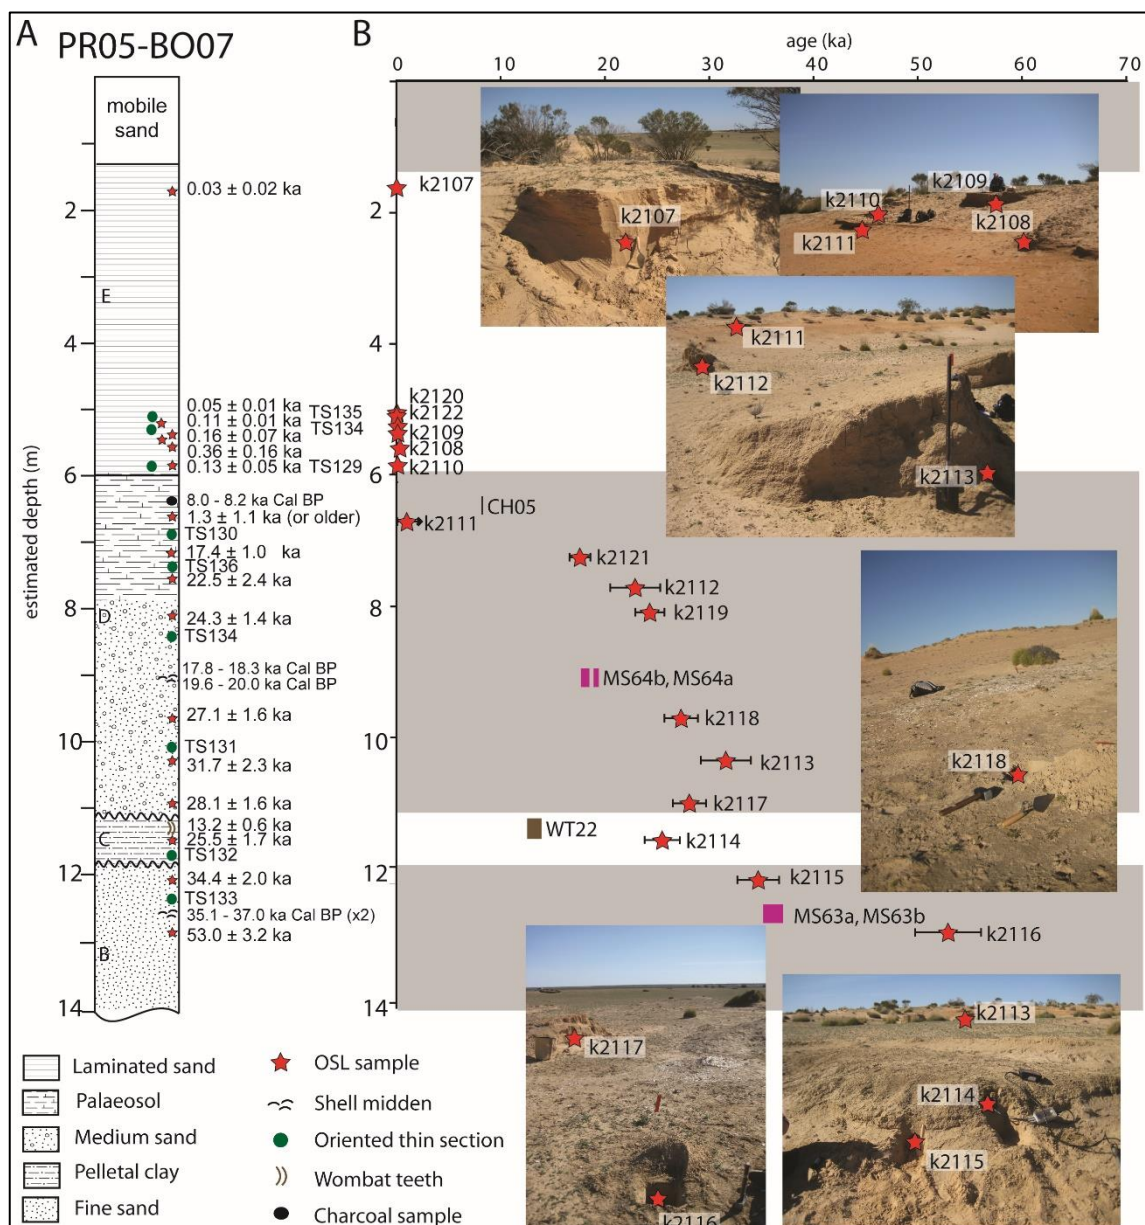 A PR05-BO07
mobile
sand
estimated depth (m)
2
4
6
8
10
12
14
E
D
C
B
0.03 ± 0.02 ka
0.05 ± 0.01 ka
TS135
0.11 ± 0.01 ka
0.16 ± 0.07 ka
TS134
0.36 ± 0.16 ka
0.13 ± 0.05 ka
TS129
8.0 - 8.2 ka Cal BP
1.3 ± 1.1 ka (or older)
TS130
17.4 ± 1.0 ka
TS136
22.5 ± 2.4 ka
24.3 ± 1.4 ka
TS134
17.8 - 18.3 ka Cal BP
19.6 - 20.0 ka Cal BP
27.1 ± 1.6 ka
TS131
31.7 ± 2.3 ka
28.1 ± 1.6 ka
13.2 ± 0.6 ka
25.5 ± 1.7 ka
TS132
34.4 ± 2.0 ka
TS133
35.1 - 37.0 ka Cal BP (x2)
53.0 ± 3.2 ka
Laminated sand
Palaeosol
Medium sand
Pelletal clay
Fine sand
OSL sample
Shell midden
Oriented thin section
Wombat teeth
Charcoal sample
B
age (ka)
0 10 20 30 40 50 60 70
2
4
6
8
10
12
14
k2107
k2120
k2122
k2109
k2108
k2110
CH05
k2111
k2121
k2112
k2119
MS64b, MS64a
k2118
k2113
k2117
WT22
k2114
k2115
MS63a, MS63b
k2116
k2107
k2109
k2110
k2108
k2111
k2111
k2112
k2113
k2118
k2117
k2116
k2113
k2114
k2115